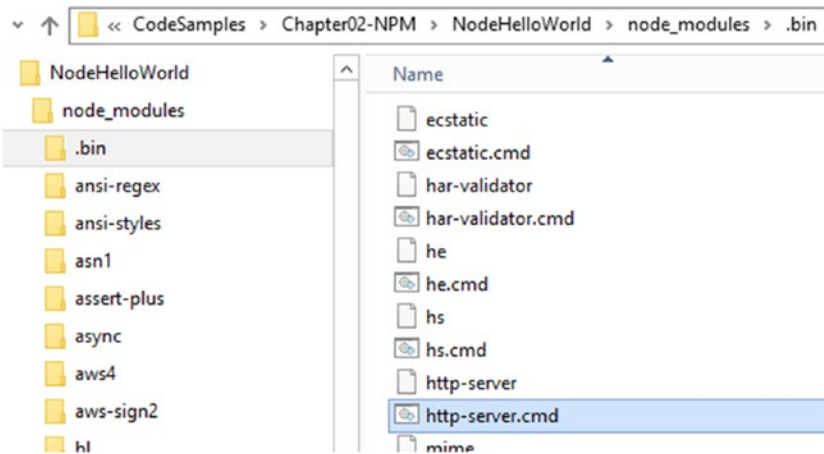 « CodeSamples > Chapter02-NPM > NodeHelloWorld > node_modules > .bin
NodeHelloWorld
node_modules
.bin
ansi-regex
ansi-styles
asn1
assert-plus
async
aws4
aws-sign2
bl
Name
ecstatic
ecstatic.cmd
har-validator
har-validator.cmd
he
he.cmd
hs
hs.cmd
http-server
http-server.cmd
mime